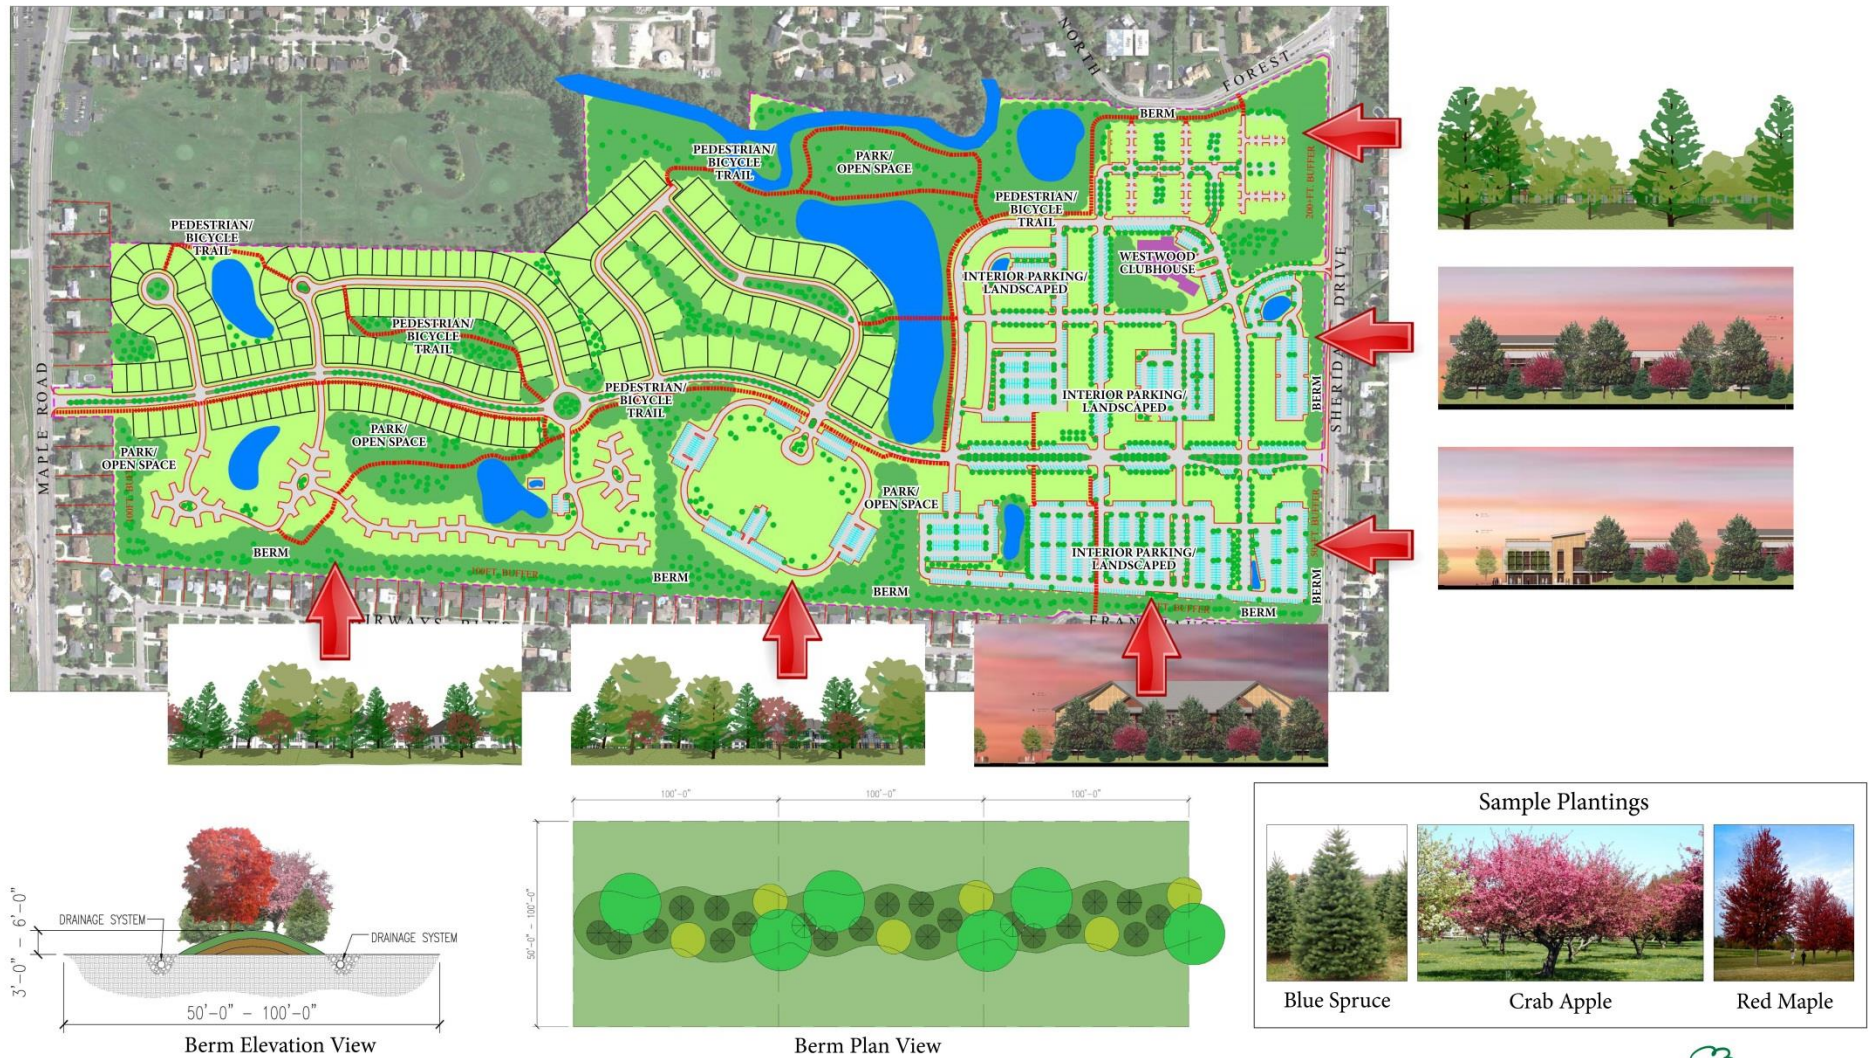 NORTH
FOREST
BERM
PEDESTRIAN/
BICYCLE
TRAIL
PARK/
OPEN SPACE
200-FT. BUFFER
PEDESTRIAN/
BICYCLE
TRAIL
PEDESTRIAN/
BICYCLE
TRAIL
WESTWOOD
CLUBHOUSE
INTERIOR PARKING/
LANDSCAPED
SHERIDAN DRIVE
PEDESTRIAN/
BICYCLE
TRAIL
PEDESTRIAN/
BICYCLE
TRAIL
BERM
INTERIOR PARKING/
LANDSCAPED
MAPLE ROAD
PARK/
OPEN SPACE
PARK/
OPEN SPACE
PARK/
OPEN SPACE
BERM
100FT. BUFFER
BERM
BERM
INTERIOR PARKING/
LANDSCAPED
BERM
BERM
100'-0"
100'-0"
100'-0"
50'-0" - 100'-0"
Berm Plan View
3'-0" - 6'-0"
DRAINAGE SYSTEM
DRAINAGE SYSTEM
50'-0" - 100'-0"
Berm Elevation View
Sample Plantings
Blue Spruce
Crab Apple
Red Maple